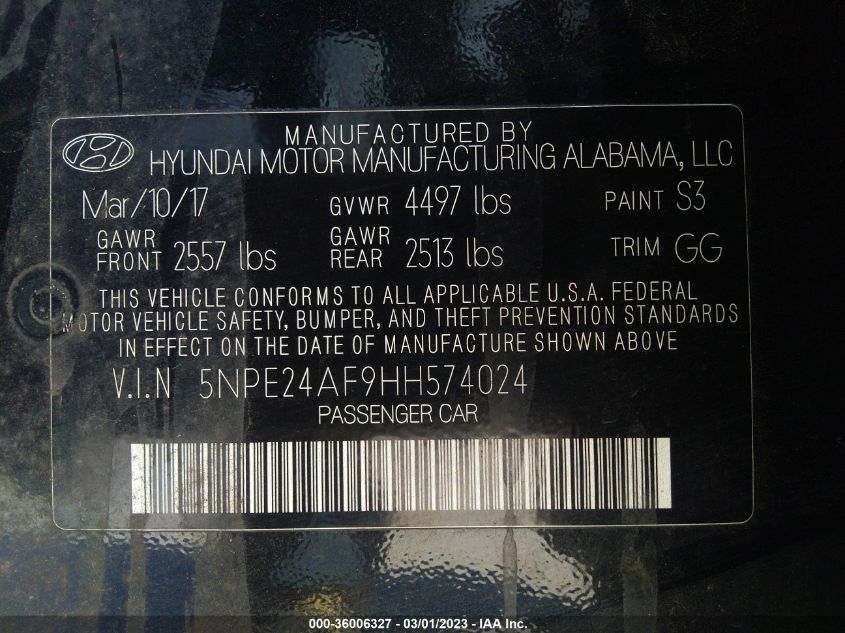 MANUFACTURED BY
HYUNDAI MOTOR MANUFACTURING ALABAMA, LLC
Mar/10/17 GVWR 4497 lbs PAINT S3
GAWR FRONT 2557 lbs GAWR REAR 2513 lbs TRIM GG
THIS VEHICLE CONFORMS TO ALL APPLICABLE U.S.A. FEDERAL
MOTOR VEHICLE SAFETY, BUMPER, AND THEFT PREVENTION STANDARDS
IN EFFECT ON THE DATE OF MANUFACTURE SHOWN ABOVE
V.I.N 5NPE24AF9HH574024
PASSENGER CAR
000-36006327 - 03/01/2023 - IAA Inc.